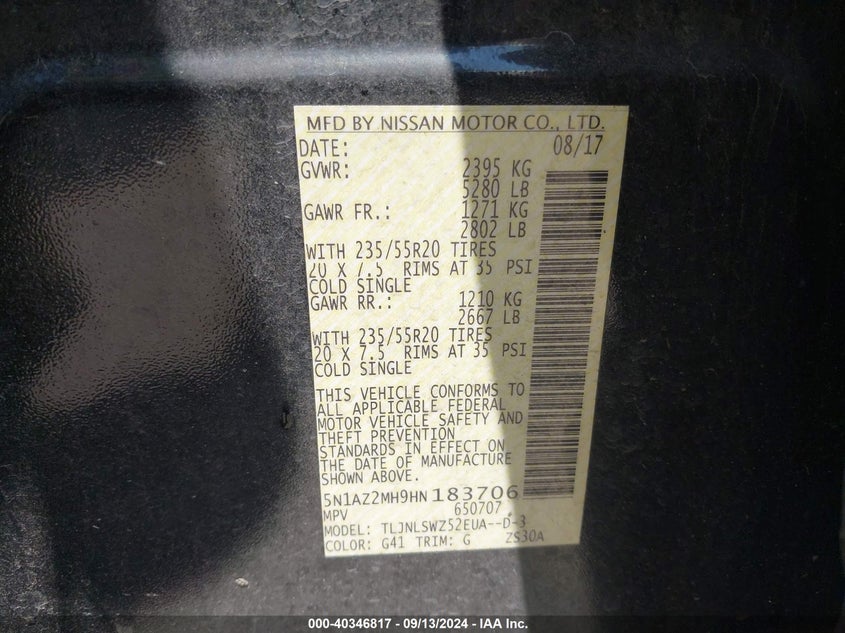 MFD BY NISSAN MOTOR CO., LTD.
DATE: 08/17
GVWR: 2395 KG
5280 LB
GAWR FR.: 1271 KG
2802 LB
WITH 235/55R20 TIRES
20 X 7.5 RIMS AT 35 PSI
COLD SINGLE
GAWR RR.: 1210 KG
2667 LB
WITH 235/55R20 TIRES
20 X 7.5 RIMS AT 35 PSI
COLD SINGLE
THIS VEHICLE CONFORMS TO
ALL APPLICABLE FEDERAL
MOTOR VEHICLE SAFETY AND
THEFT PREVENTION
STANDARDS IN EFFECT ON
THE DATE OF MANUFACTURE
SHOWN ABOVE.
5N1AZ2MH9HN183706
MPV 650707
MODEL: TLJNLSWZ52EUA--D-3
COLOR: G41 TRIM: G ZS30A
000-40346817 - 09/13/2024 - IAA Inc.